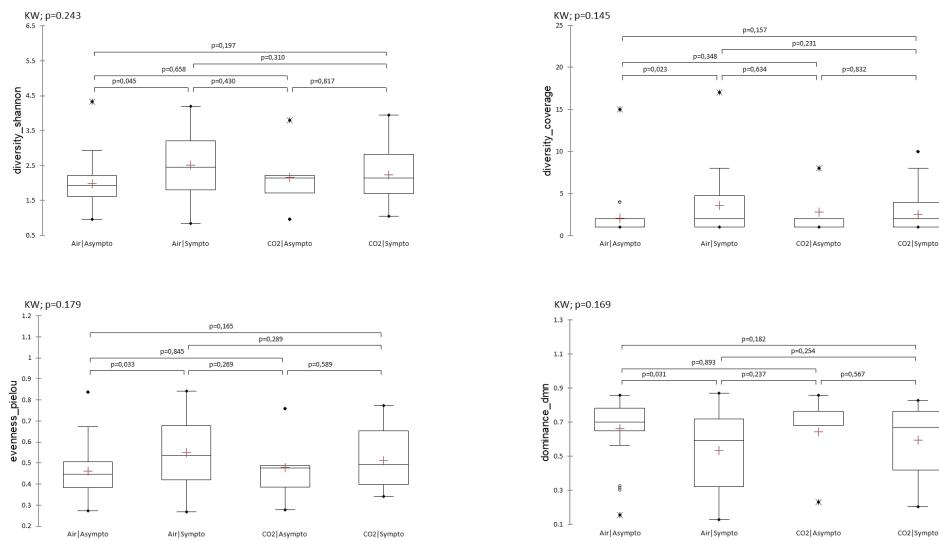 KW; p=0.243
6.5
5.5
4.5
3.5
2.5
1.5
0.5
diversity_shannon
p=0,197
p=0,310
p=0,658
p=0,045
p=0,430
p=0,817
Air|Asympto
Air|Sympto
CO2|Asympto
CO2|Sympto
KW; p=0.145
25
20
15
10
5
0
diversity_coverage
p=0,157
p=0,231
p=0,348
p=0,023
p=0,634
p=0,832
Air|Asympto
Air|Sympto
CO2|Asympto
CO2|Sympto
KW; p=0.179
1.2
1.1
1
0.9
0.8
0.7
0.6
0.5
0.4
0.3
0.2
evenness_pielou
p=0,165
p=0,289
p=0,845
p=0,033
p=0,269
p=0,589
Air|Asympto
Air|Sympto
CO2|Asympto
CO2|Sympto
KW; p=0.169
1.3
1.1
0.9
0.7
0.5
0.3
0.1
dominance_dmn
p=0,182
p=0,254
p=0,893
p=0,031
p=0,237
p=0,567
Air|Asympto
Air|Sympto
CO2|Asympto
CO2|Sympto